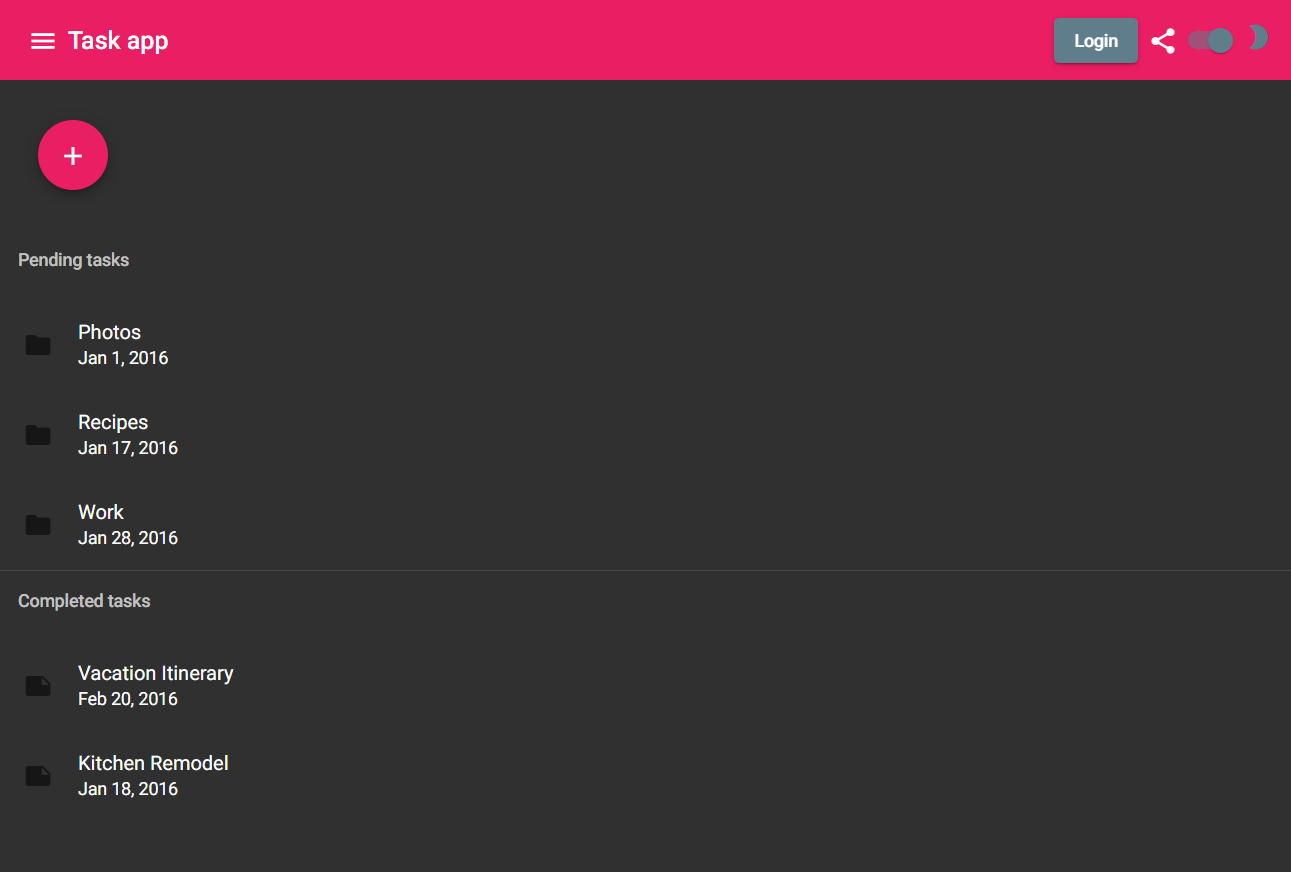 Task app
Login
Pending tasks
Photos
Jan 1, 2016
Recipes
Jan 17, 2016
Work
Jan 28, 2016
Completed tasks
Vacation Itinerary
Feb 20, 2016
Kitchen Remodel
Jan 18, 2016